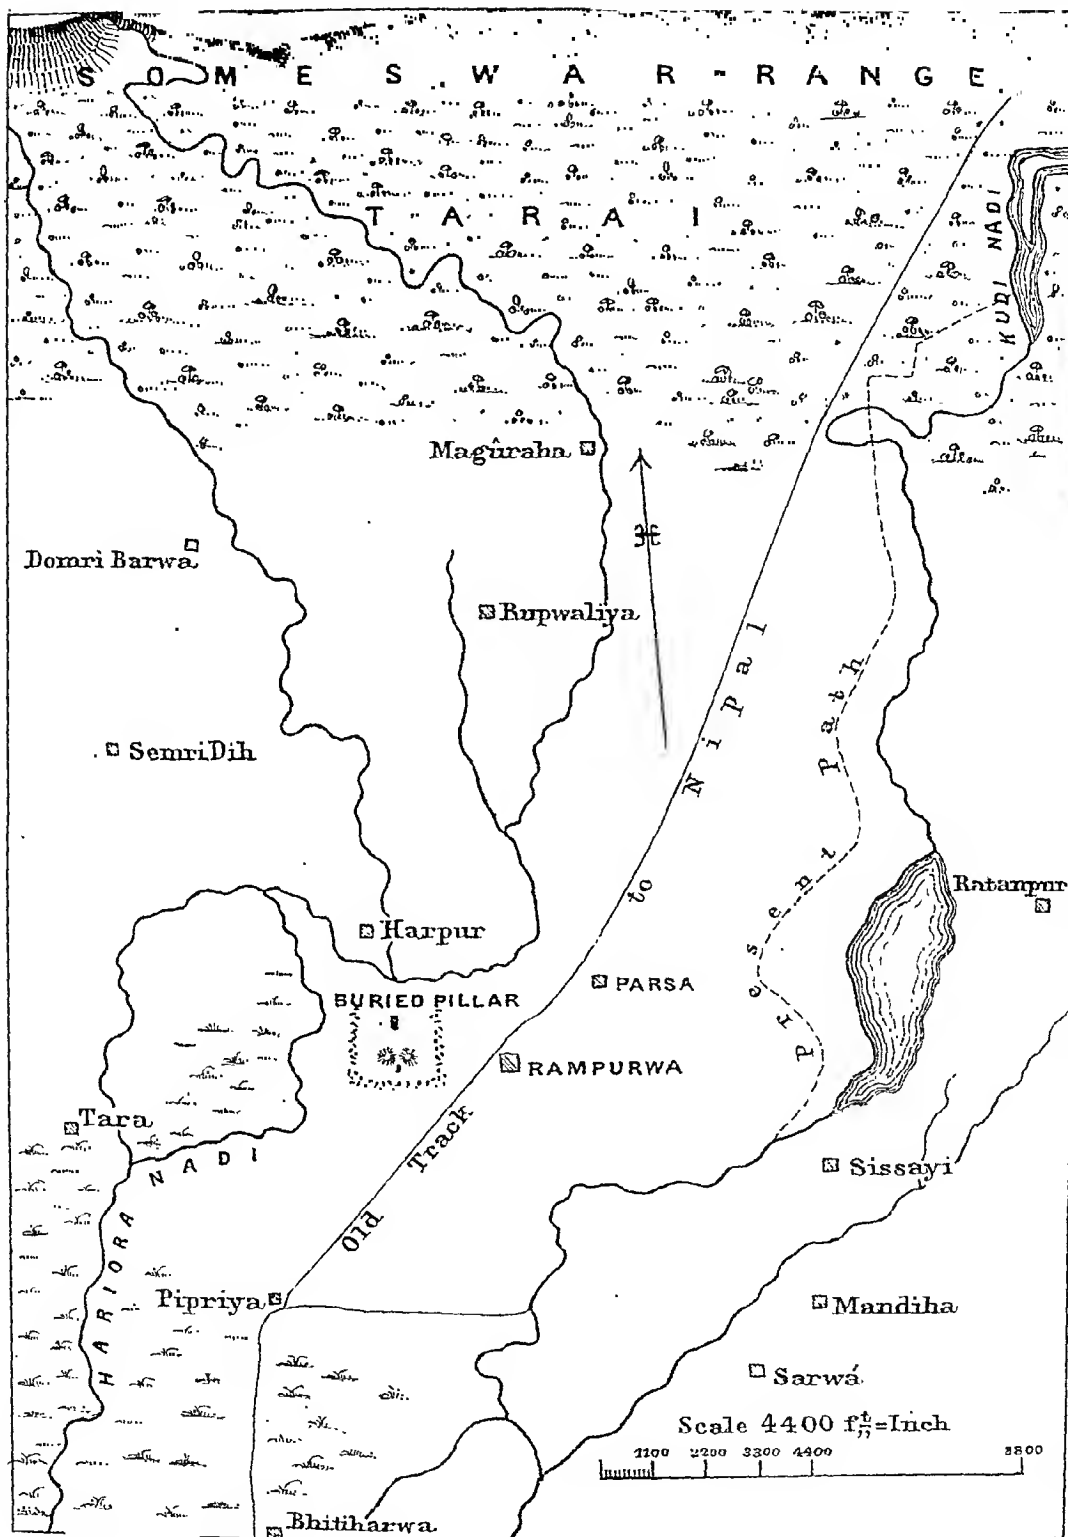 SOMESWAR-RANGE
TARAI
KUDI NADI
Magûraha
Domri Barwa
Rupwaliya
Semri Dih
Old Track to Nipal
Present Path
Ratanpur
Harpur
PARSA
BURIED PILLAR
RAMPURWA
Tara
HARIORA NADI
Sissayi
Pipriya
Mandiha
Sarwá
Scale 4400 ft=Inch
1100 2200 3300 4400 8800
Bhitiharwa